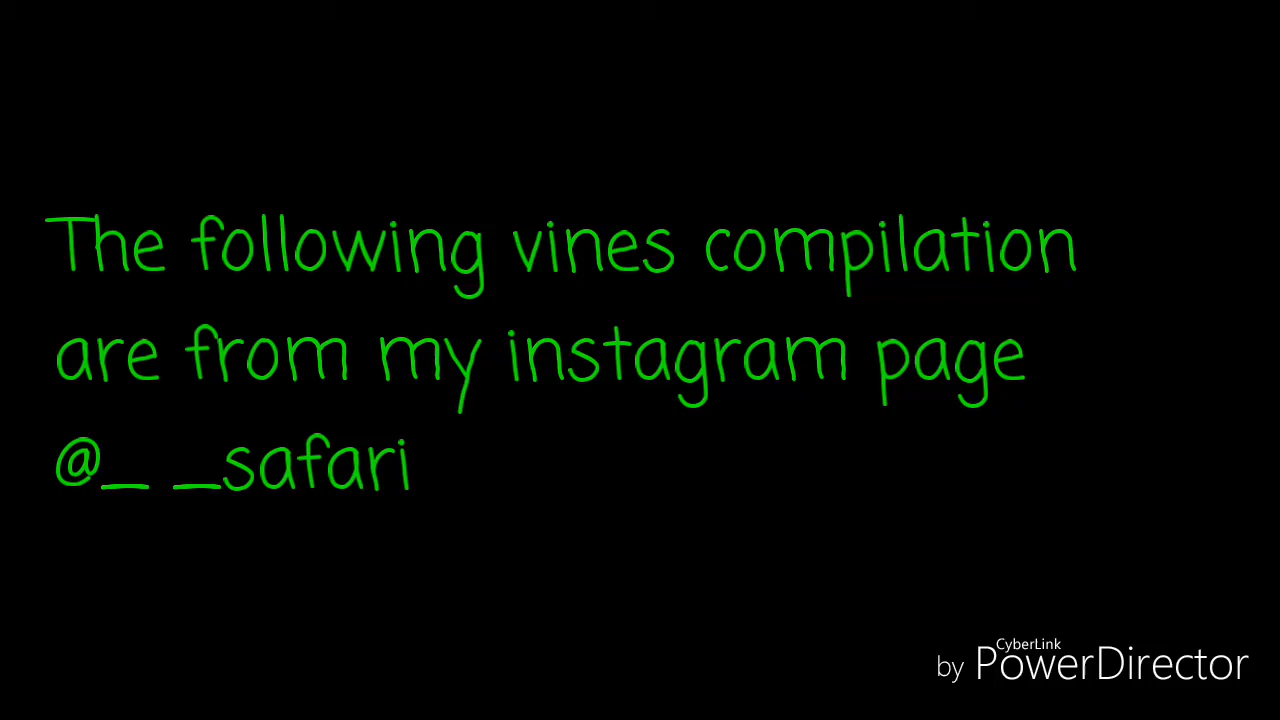 The following vines compilation
are from my instagram page
@_ _safari
CyberLink
by PowerDirector